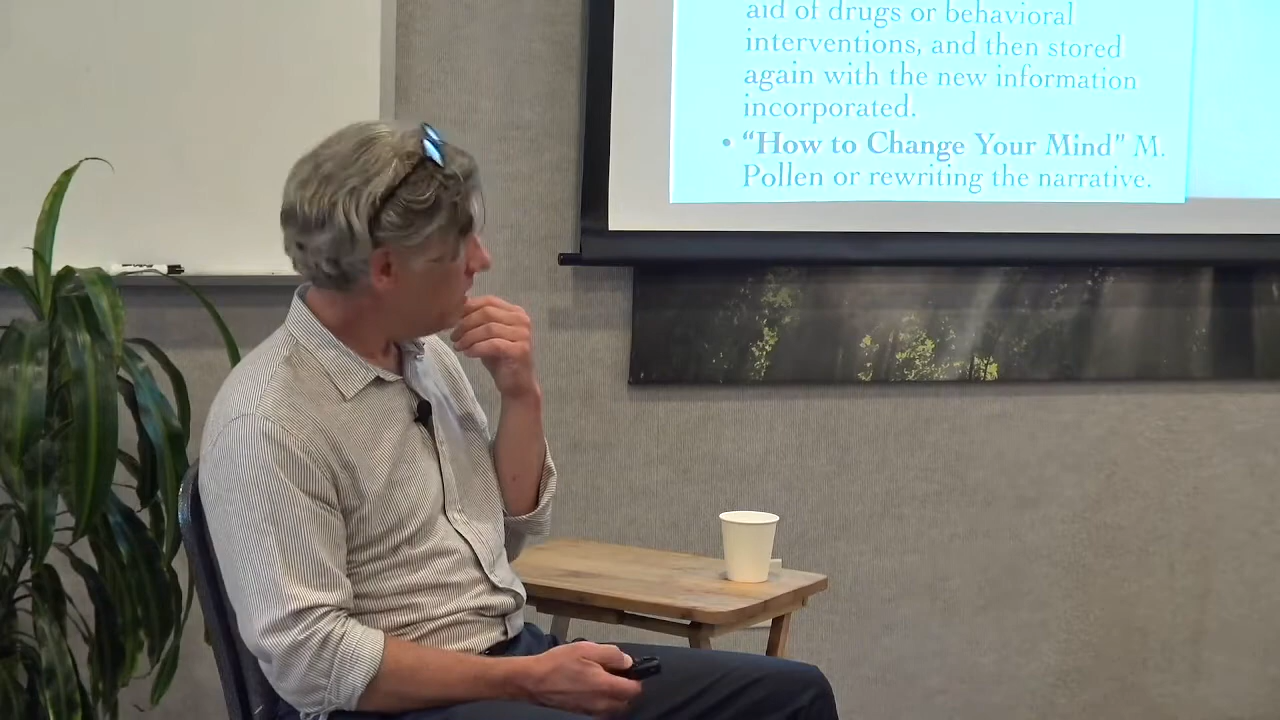 aid of drugs or behavioral
interventions, and then stored
again with the new information
incorporated.
• “How to Change Your Mind" M.
Pollen or rewriting the narrative.